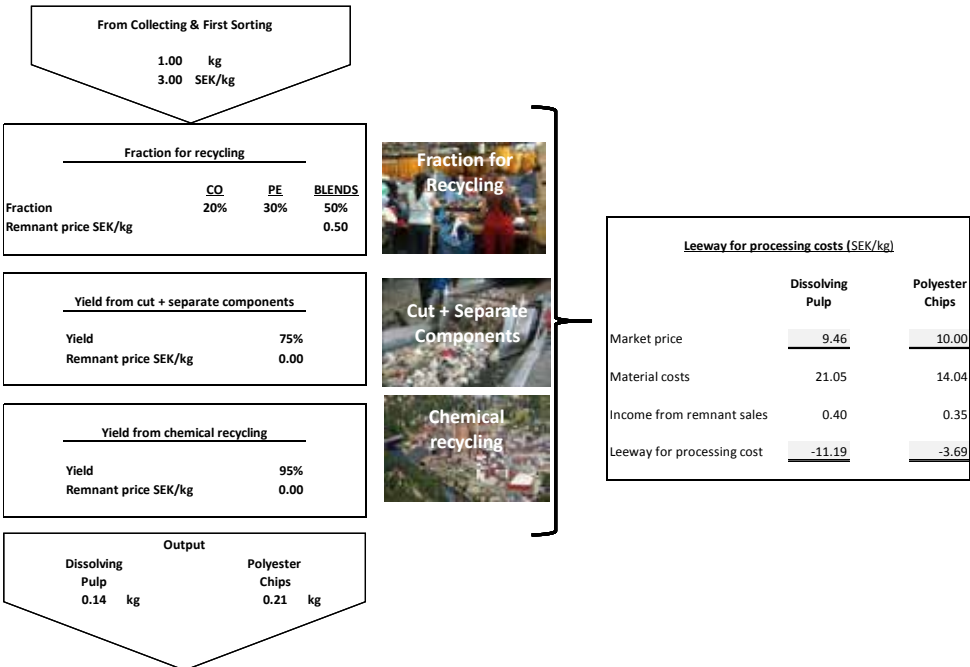 From Collecting & First Sorting
1.00 kg
3.00 SEK/kg
Fraction for recycling
CO PE BLENDS
Fraction 20% 30% 50%
Remnant price SEK/kg 0.50
Yield from cut + separate components
Yield 75%
Remnant price SEK/kg 0.00
Yield from chemical recycling
Yield 95%
Remnant price SEK/kg 0.00
Output
Dissolving Polyester
Pulp Chips
0.14 kg 0.21 kg
Fraction for
Recycling
Cut + Separate
Components
Chemical
recycling
Leeway for processing costs (SEK/kg)
Dissolving Polyester
Pulp Chips
Market price 9.46 10.00
Material costs 21.05 14.04
Income from remnant sales 0.40 0.35
Leeway for processing cost -11.19 -3.69